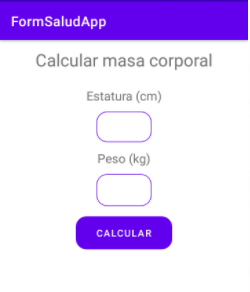 FormSaludApp
Calcular masa corporal
Estatura (cm)
Peso (kg)
CALCULAR